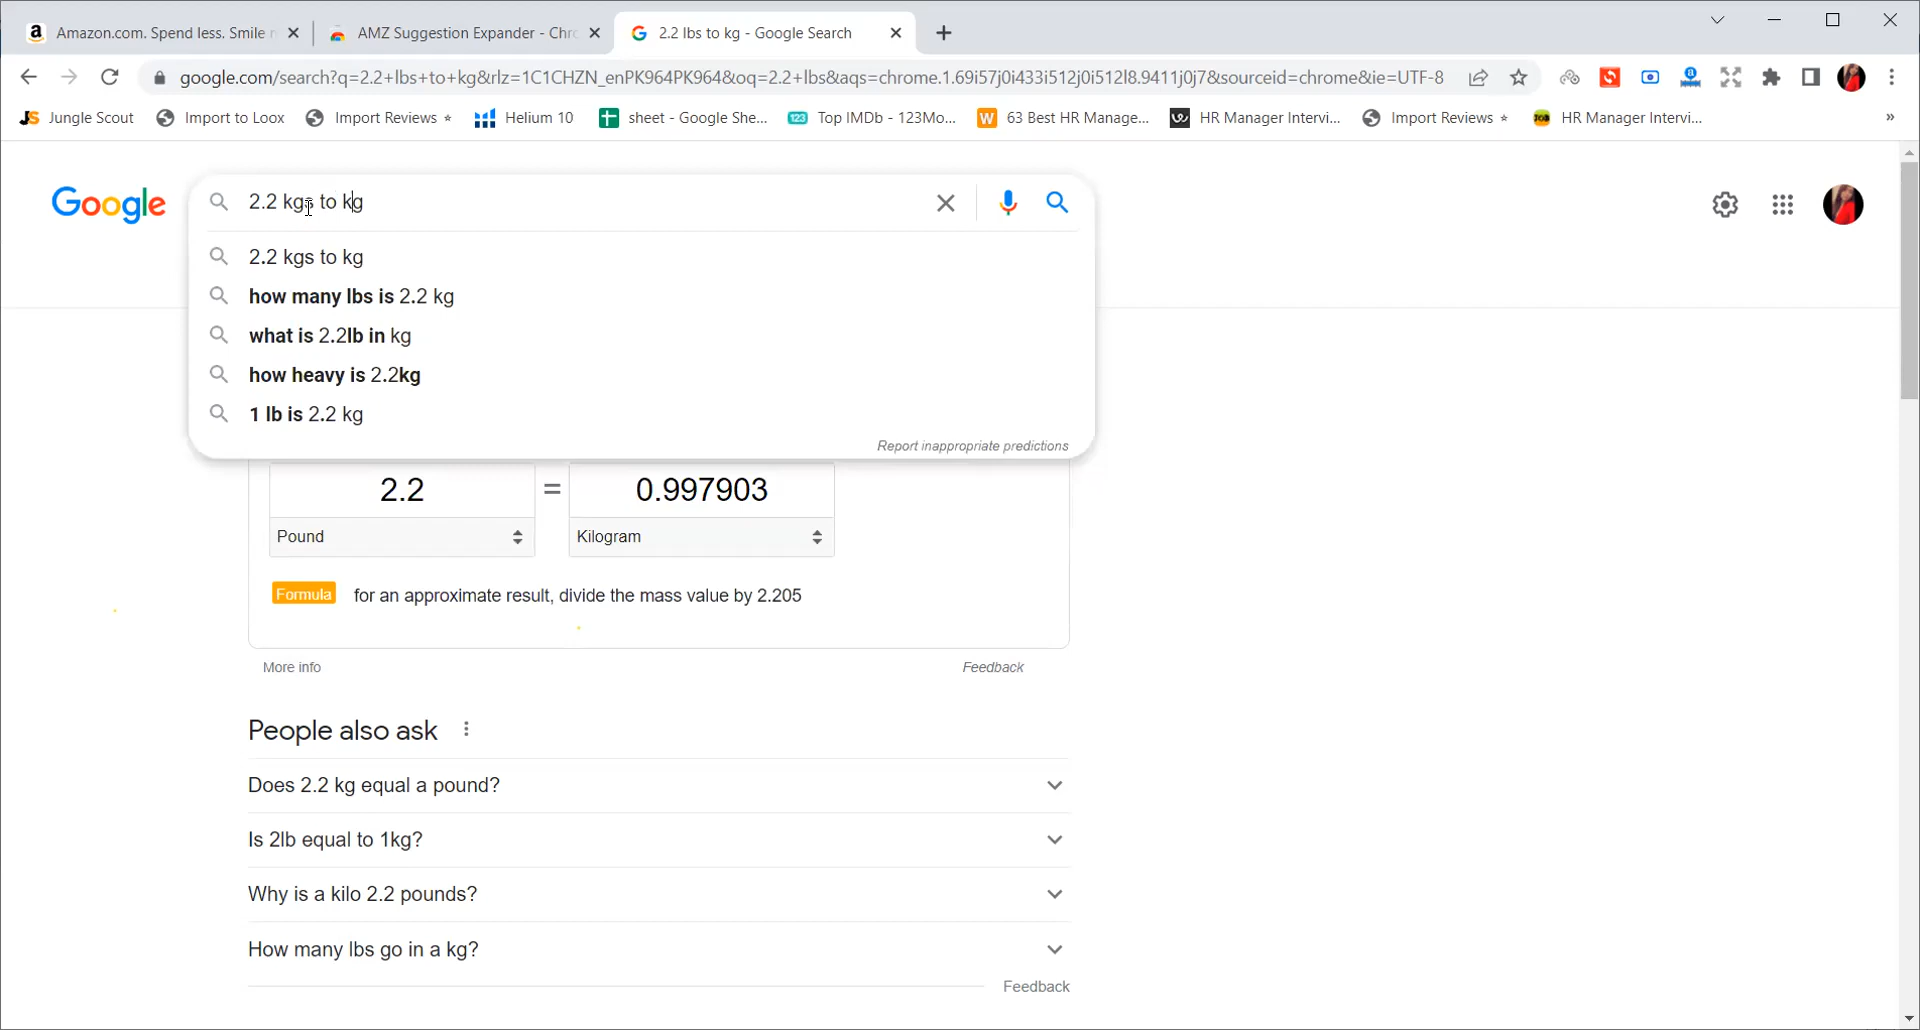 Amazon.com. Spend less. Smile
AMZ Suggestion Expander - Chr
2.2 lbs to kg - Google Search
google.com/search?q=2.2+lbs+to+kg&rlz=1C1CHZN_enPK964PK964&oq=2.2+lbs&aqs=chrome.1.69i57j0i433i512j0i512l8.9411j0j7&sourceid=chrome&ie=UTF-8
JS Jungle Scout
Import to Loox
Import Reviews
Helium 10
sheet - Google She...
123 Top IMDb - 123Mo...
W 63 Best HR Manage...
HR Manager Intervi...
Import Reviews
JOB HR Manager Intervi...
»
Google
2.2 kgs to kg
2.2 kgs to kg
how many lbs is 2.2 kg
what is 2.2lb in kg
how heavy is 2.2kg
1 lb is 2.2 kg
Report inappropriate predictions
2.2 = 0.997903
Pound Kilogram
Formula for an approximate result, divide the mass value by 2.205
More info
Feedback
People also ask
Does 2.2 kg equal a pound?
Is 2lb equal to 1kg?
Why is a kilo 2.2 pounds?
How many lbs go in a kg?
Feedback